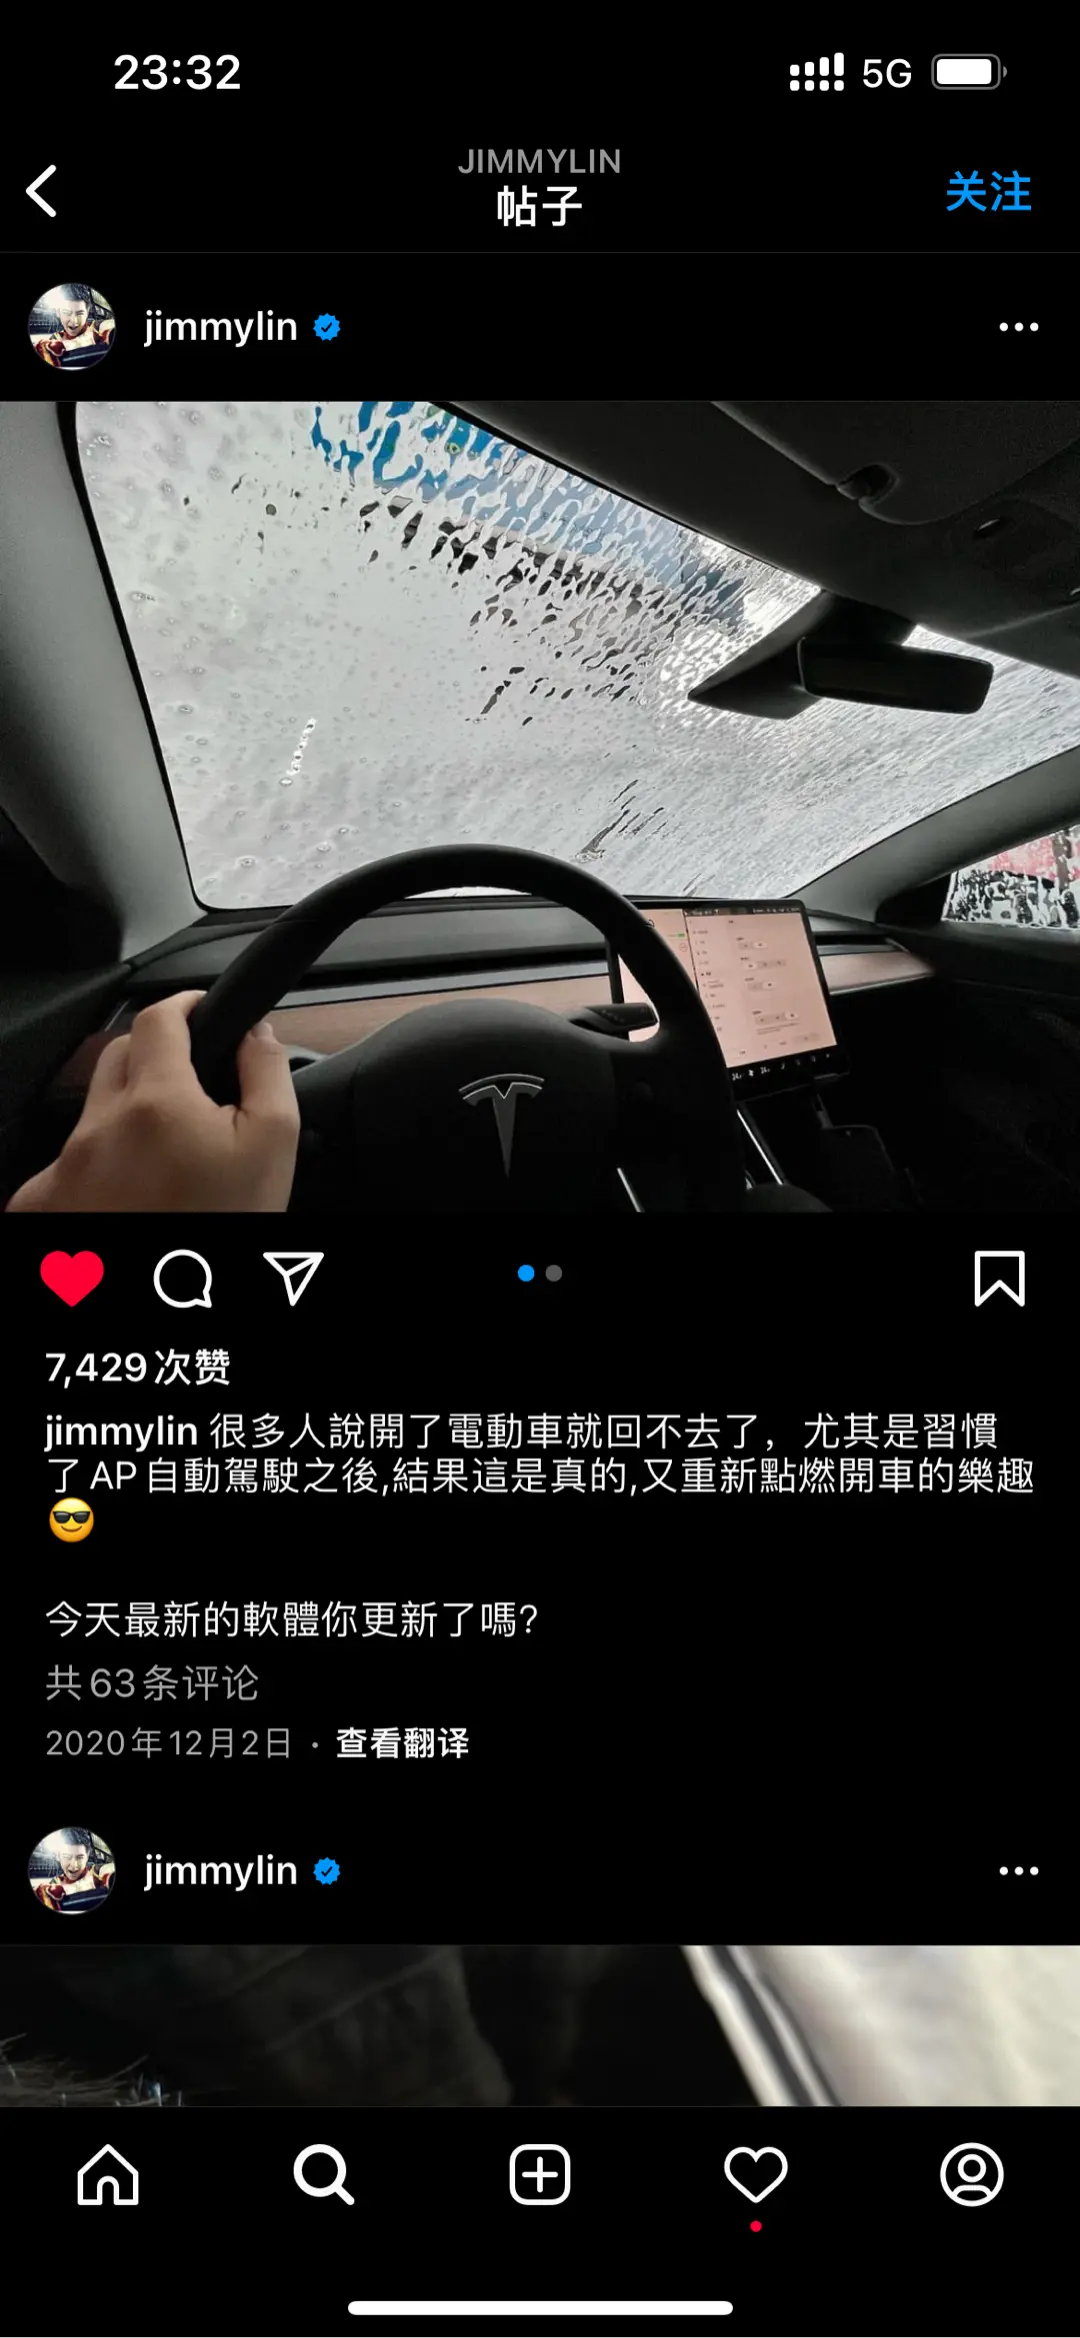 23:32
5G
JIMMYLIN
帖子
关注
jimmylin
7,429次赞
jimmylin 很多人說開了電動車就回不去了，尤其是習慣
了AP自動駕駛之後,結果這是真的,又重新點燃開車的樂趣
😎
今天最新的軟體你更新了嗎?
共63条评论
2020年12月2日 · 查看翻译
jimmylin